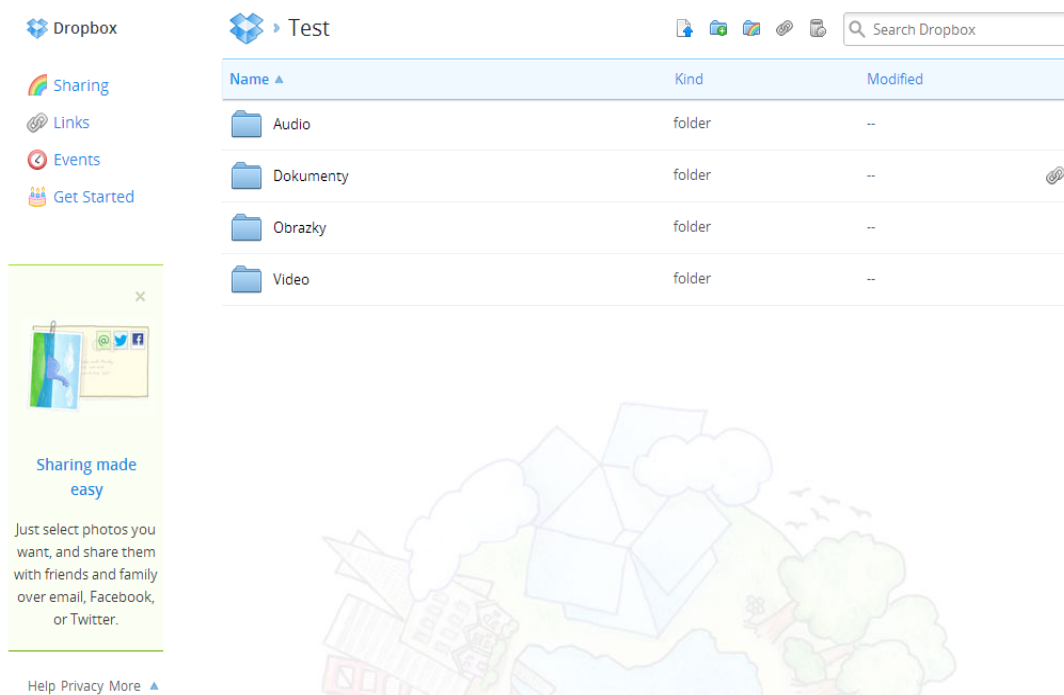 Dropbox
Sharing
Links
Events
Get Started
Sharing made
easy
Just select photos you
want, and share them
with friends and family
over email, Facebook,
or Twitter.
Help Privacy More ▲
› Test
Search Dropbox
Name ▲ Kind Modified
Audio folder --
Dokumenty folder --
Obrazky folder --
Video folder --